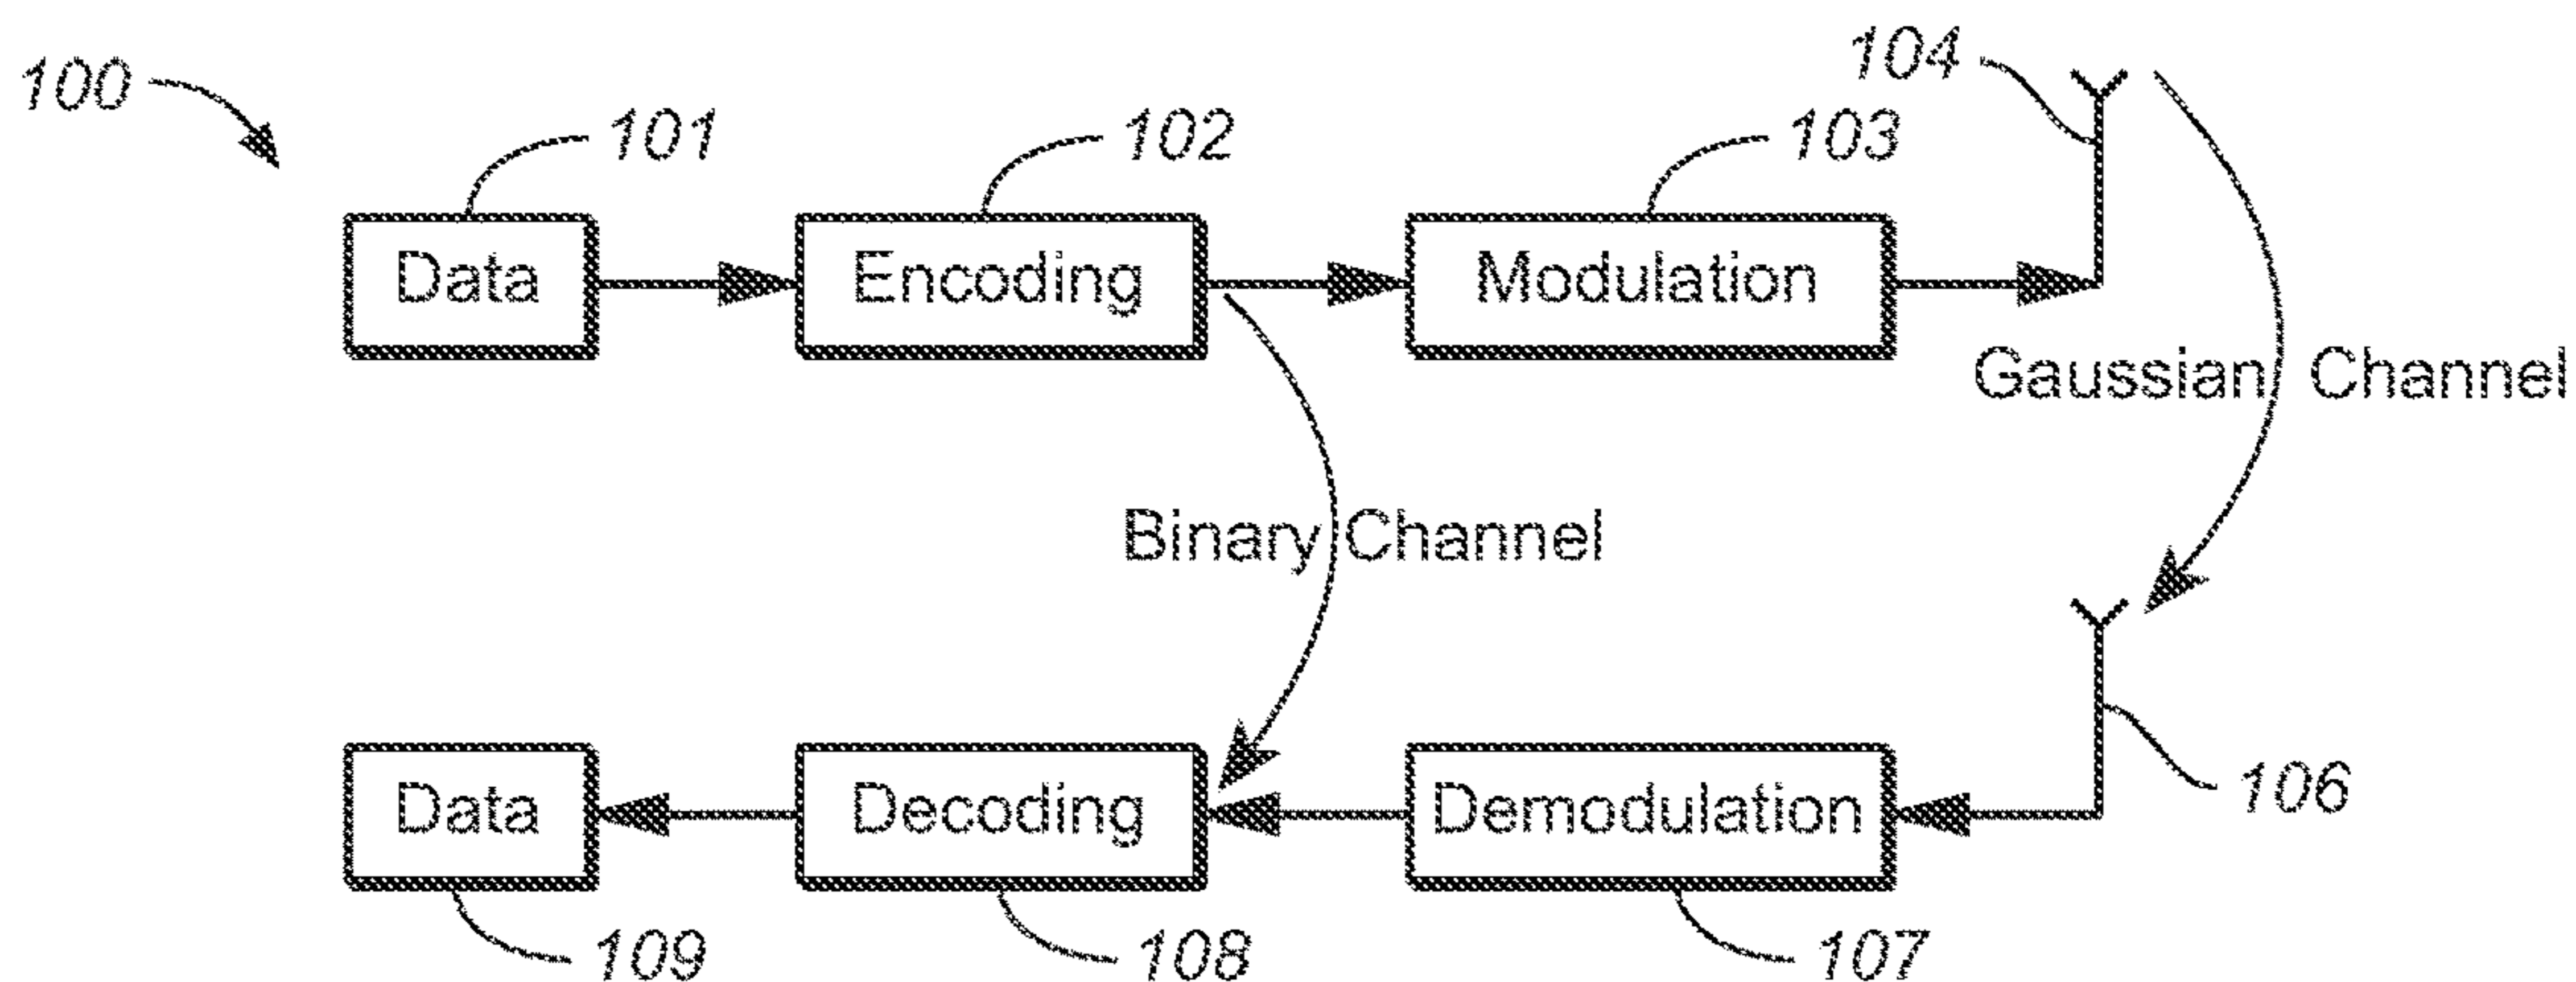 100
101
102
103
104
Data
Encoding
Modulation
Gaussian Channel
Binary Channel
Data
Decoding
Demodulation
106
109
108
107